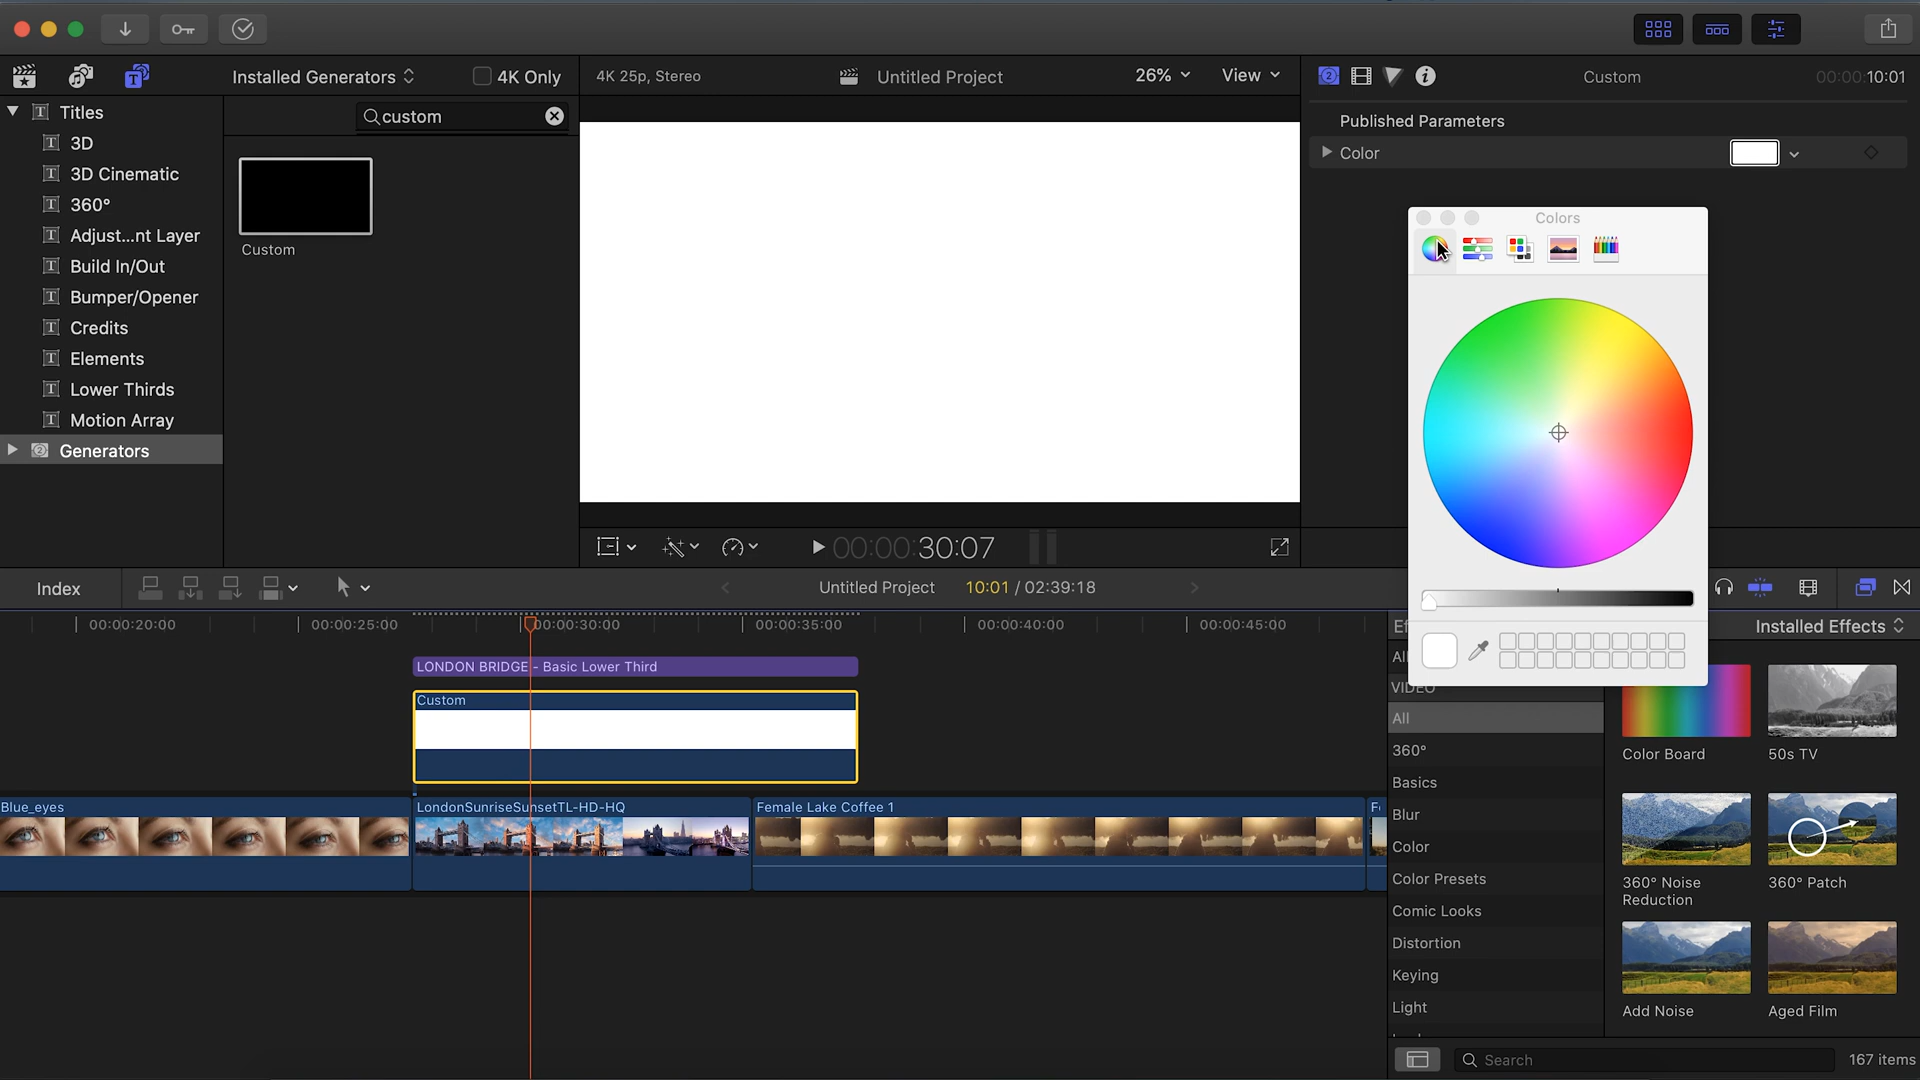 Installed Generators
4K Only
4K 25p, Stereo
Untitled Project
26%
View
Custom
00:00:10:01
Titles
custom
Published Parameters
3D
Color
3D Cinematic
360°
Colors
Adjust...nt Layer
Custom
Build In/Out
Bumper/Opener
Credits
Elements
Lower Thirds
Motion Array
Generators
00:00:30:07
Index
Untitled Project
10:01 / 02:39:18
00:00:20:00
00:00:25:00
00:00:30:00
00:00:35:00
00:00:40:00
00:00:45:00
Installed Effects
LONDON BRIDGE - Basic Lower Third
VIDEO
Custom
All
Color Board
50s TV
360°
Basics
Blue_eyes
LondonSunriseSunsetTL-HD-HQ
Female Lake Coffee 1
Blur
Color
Color Presets
360° Noise
Reduction
360° Patch
Comic Looks
Distortion
Keying
Light
Add Noise
Aged Film
Search
167 items